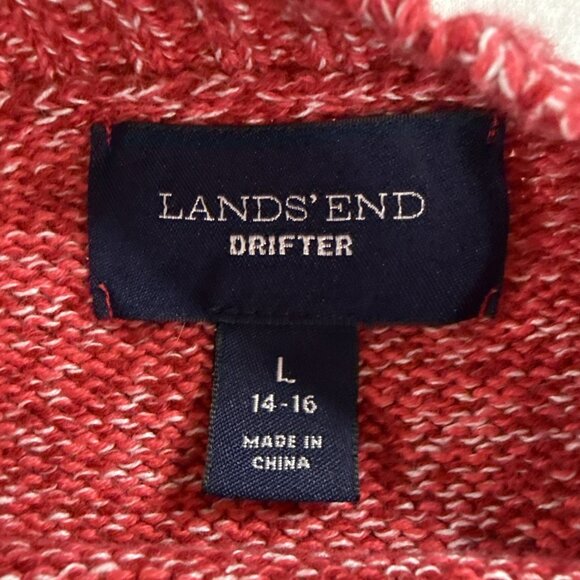 LANDS' END
DRIFTER
L
14-16
MADE IN
CHINA